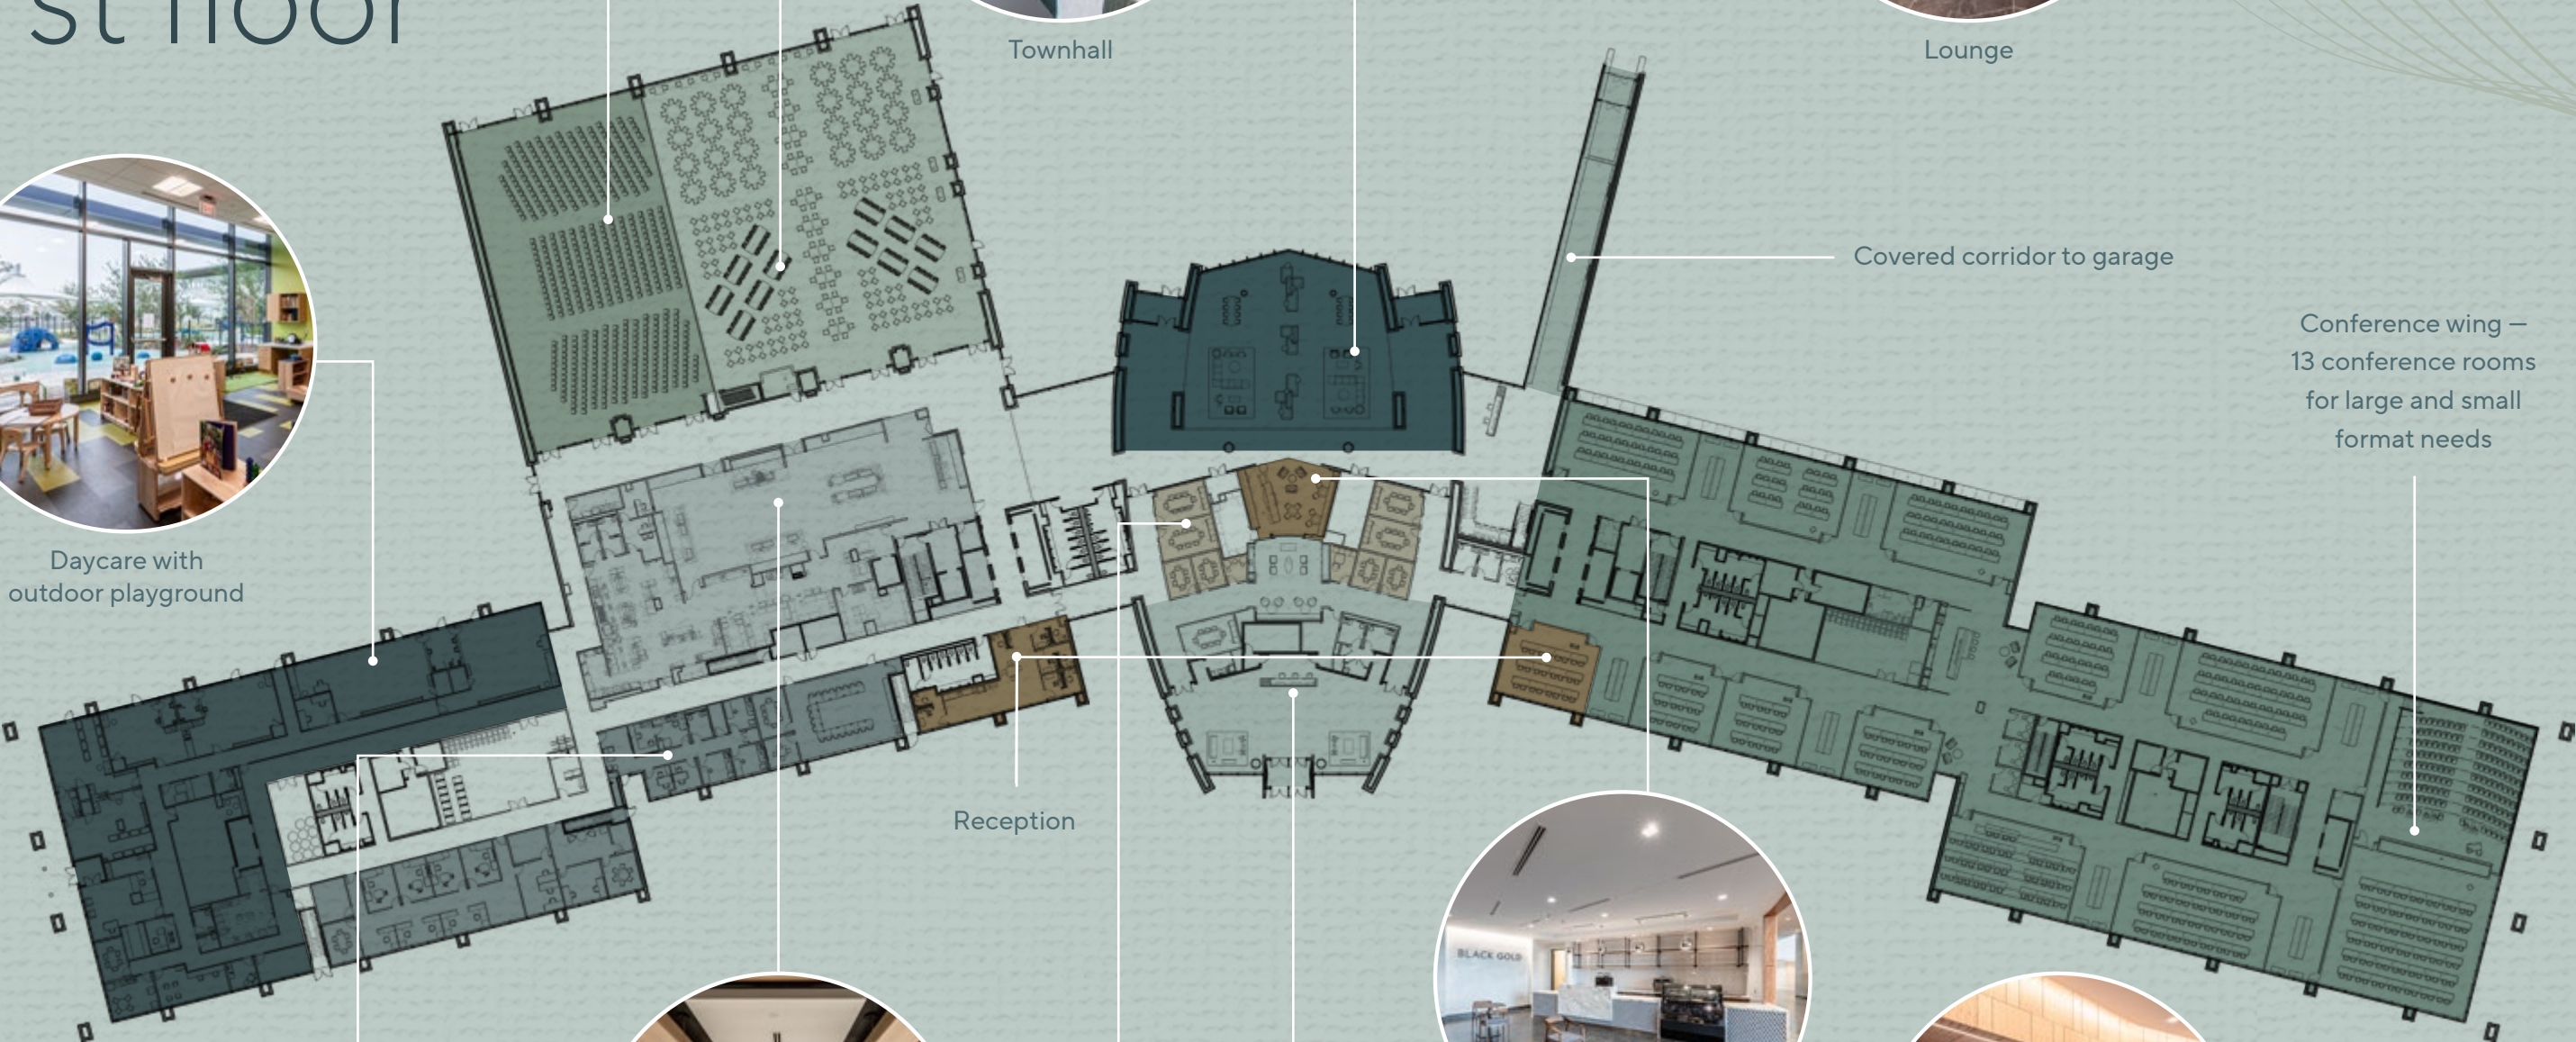 st floor
Townhall
Lounge
Covered corridor to garage
Conference wing —
13 conference rooms
for large and small
format needs
Daycare with
outdoor playground
Reception
BLACK GOLD